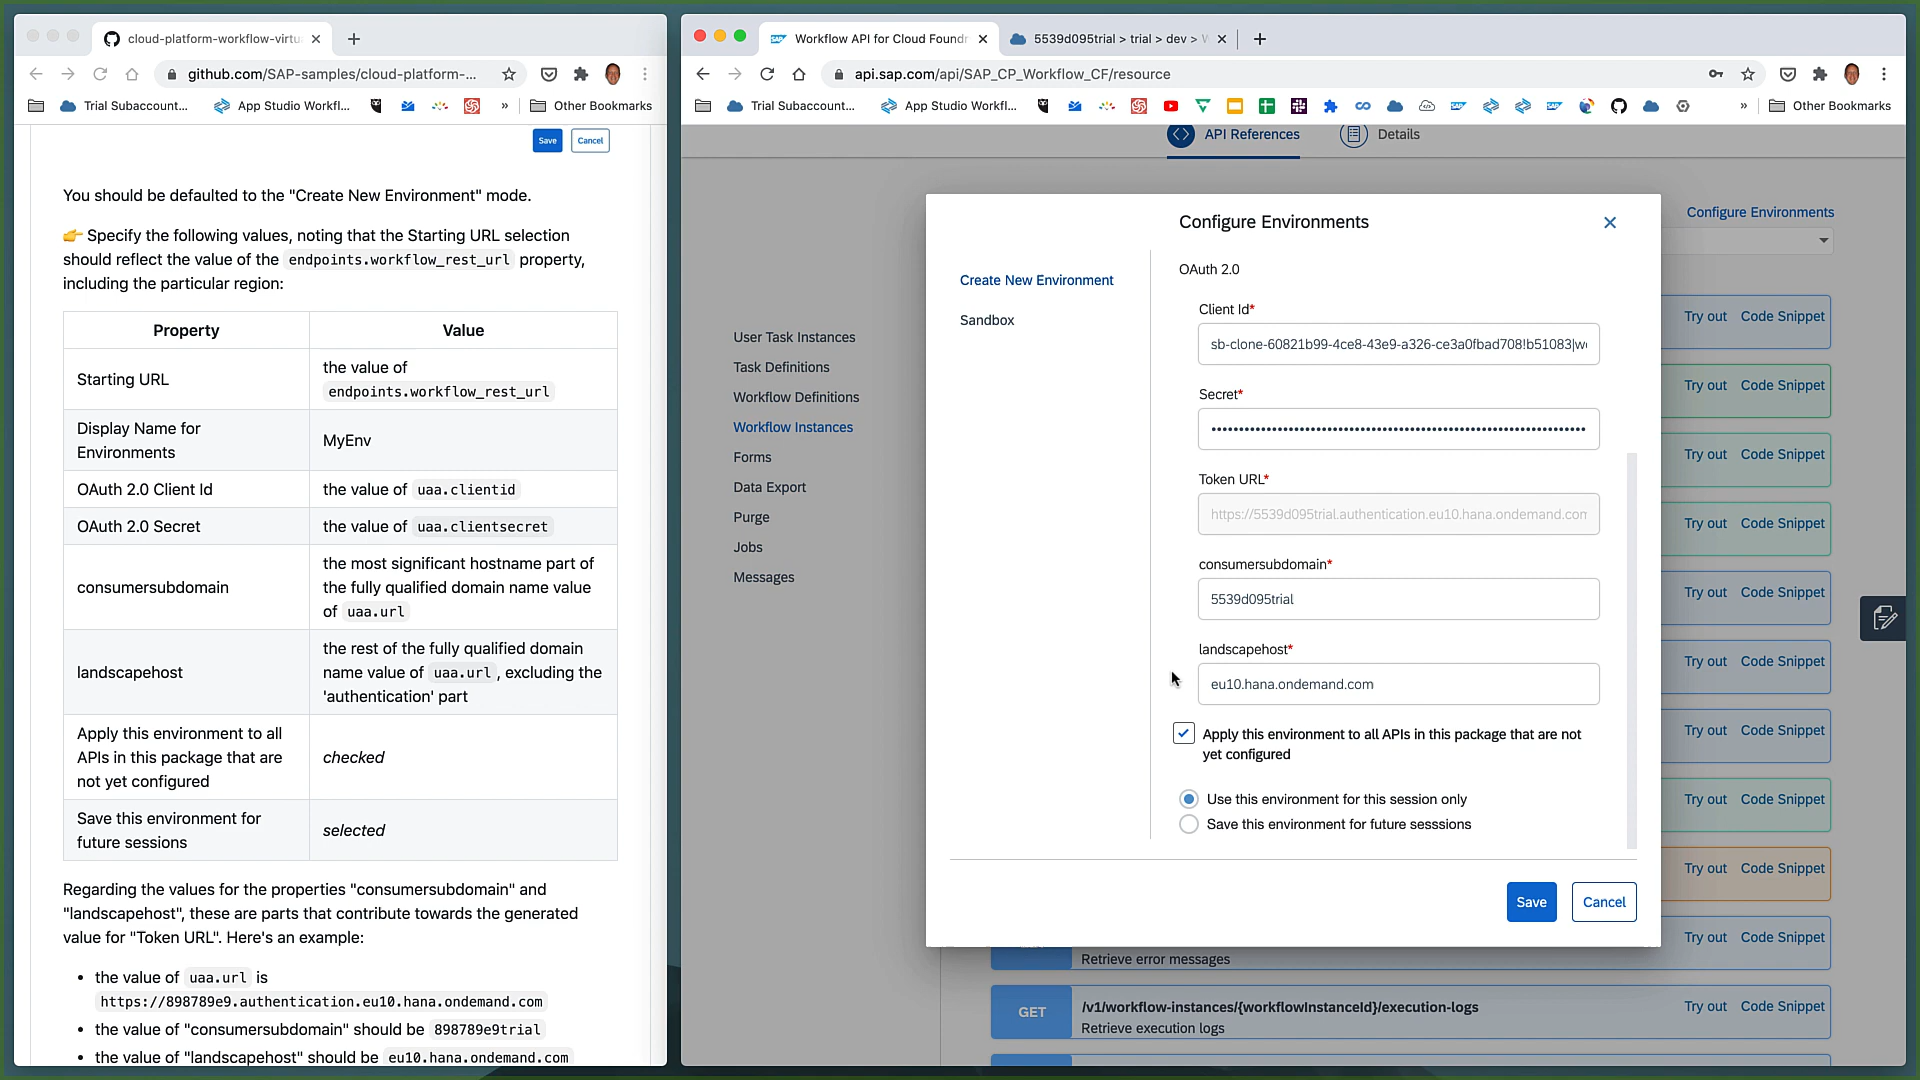 cloud-platform-workflow-virtu
github.com/SAP-samples/cloud-platform-...
Trial Subaccount...
App Studio Workfl...
»
Other Bookmarks
Save
Cancel
You should be defaulted to the "Create New Environment" mode.
👉 Specify the following values, noting that the Starting URL selection
should reflect the value of the endpoints.workflow_rest_url property,
including the particular region:
Property
Value
Starting URL
the value of
endpoints.workflow_rest_url
Display Name for
Environments
MyEnv
OAuth 2.0 Client Id
the value of uaa.clientid
OAuth 2.0 Secret
the value of uaa.clientsecret
consumersubdomain
the most significant hostname part of
the fully qualified domain name value
of uaa.url
landscapehost
the rest of the fully qualified domain
name value of uaa.url, excluding the
'authentication' part
Apply this environment to all
APIs in this package that are
not yet configured
checked
Save this environment for
future sessions
selected
Regarding the values for the properties "consumersubdomain" and
"landscapehost", these are parts that contribute towards the generated
value for "Token URL". Here's an example:
• the value of uaa.url is
https://898789e9.authentication.eu10.hana.ondemand.com
• the value of "consumersubdomain" should be 898789e9trial
• the value of "landscapehost" should be eu10.hana.ondemand.com
Workflow API for Cloud Foundr
5539d095trial > trial > dev >
api.sap.com/api/SAP_CP_Workflow_CF/resource
Trial Subaccount...
App Studio Workfl...
»
Other Bookmarks
API References
Details
Configure Environments
User Task Instances
Task Definitions
Workflow Definitions
Workflow Instances
Forms
Data Export
Purge
Jobs
Messages
Configure Environments
Create New Environment
Sandbox
OAuth 2.0
Client Id*
sb-clone-60821b99-4ce8-43e9-a326-ce3a0fbad708!b51083|w
Secret*
Token URL*
https://5539d095trial.authentication.eu10.hana.ondemand.com
consumersubdomain*
5539d095trial
landscapehost*
eu10.hana.ondemand.com
Apply this environment to all APIs in this package that are not
yet configured
Use this environment for this session only
Save this environment for future sesssions
Save
Cancel
Try out Code Snippet
Try out Code Snippet
Try out Code Snippet
Try out Code Snippet
Try out Code Snippet
Try out Code Snippet
Try out Code Snippet
Try out Code Snippet
Try out Code Snippet
Try out Code Snippet
Retrieve error messages
GET
/v1/workflow-instances/{workflowInstanceId}/execution-logs
Retrieve execution logs
Try out Code Snippet